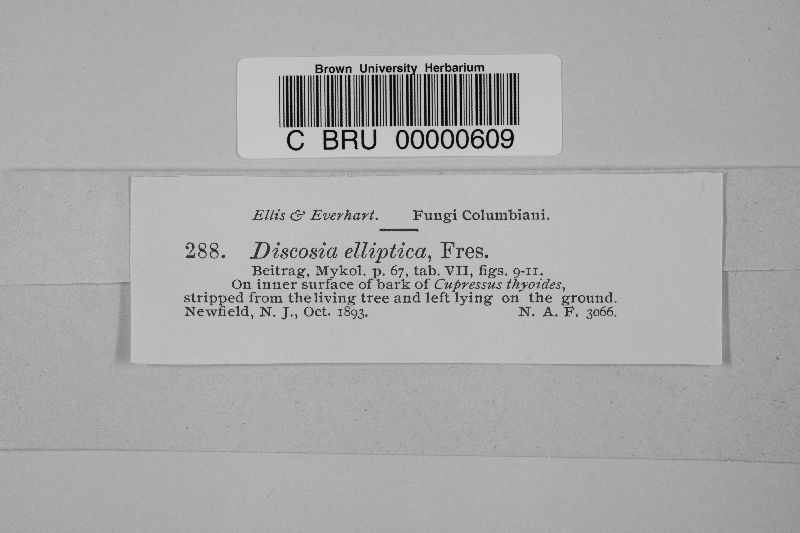 Brown University Herbarium
C BRU 00000609
Ellis & Everhart. Fungi Columbiani.
288. Discosia elliptica, Fres.
Beitrag, Mykol. p. 67, tab. VII, figs. 9-11.
On inner surface of bark of Cupressus thyoides,
stripped from the living tree and left lying on the ground.
Newfield, N. J., Oct. 1893. N. A. F. 3066.